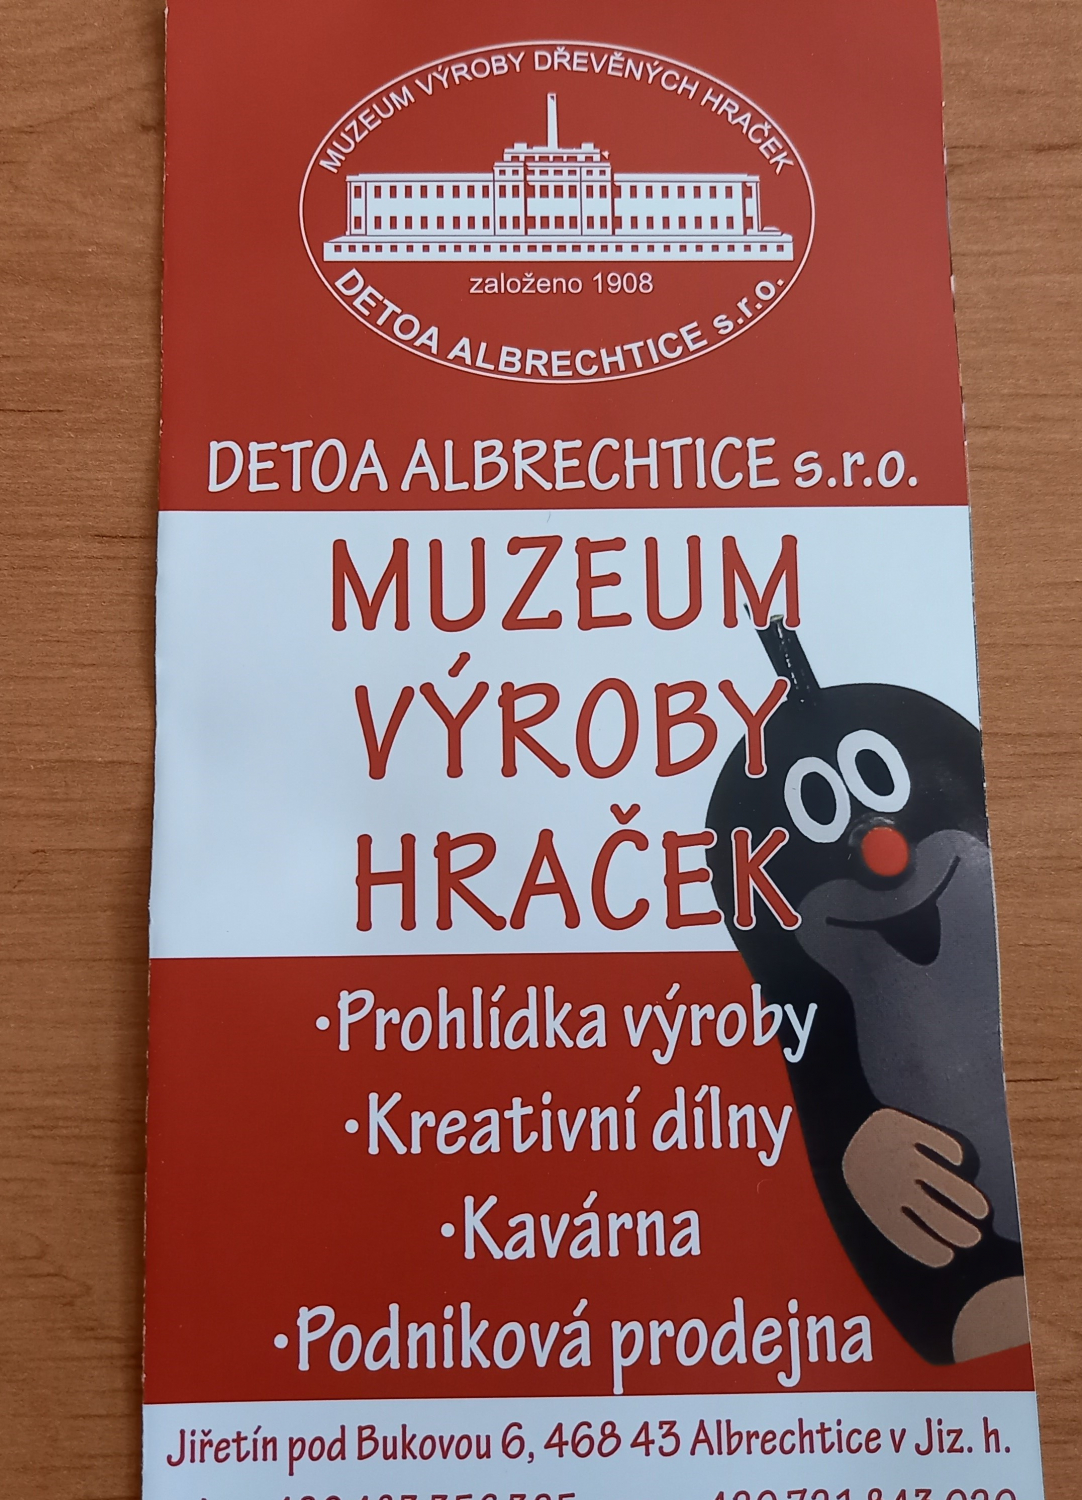 MUZEUM VÝROBY DŘEVĚNÝCH HRAČEK
založeno 1908
DETOA ALBRECHTICE s.r.o.
DETOA ALBRECHTICE s.r.o.
MUZEUM
VÝROBY
HRAČEK
•Prohlídka výroby
•Kreativní dílny
•Kavárna
•Podniková prodejna
Jiřetín pod Bukovou 6, 468 43 Albrechtice v Jiz. h.